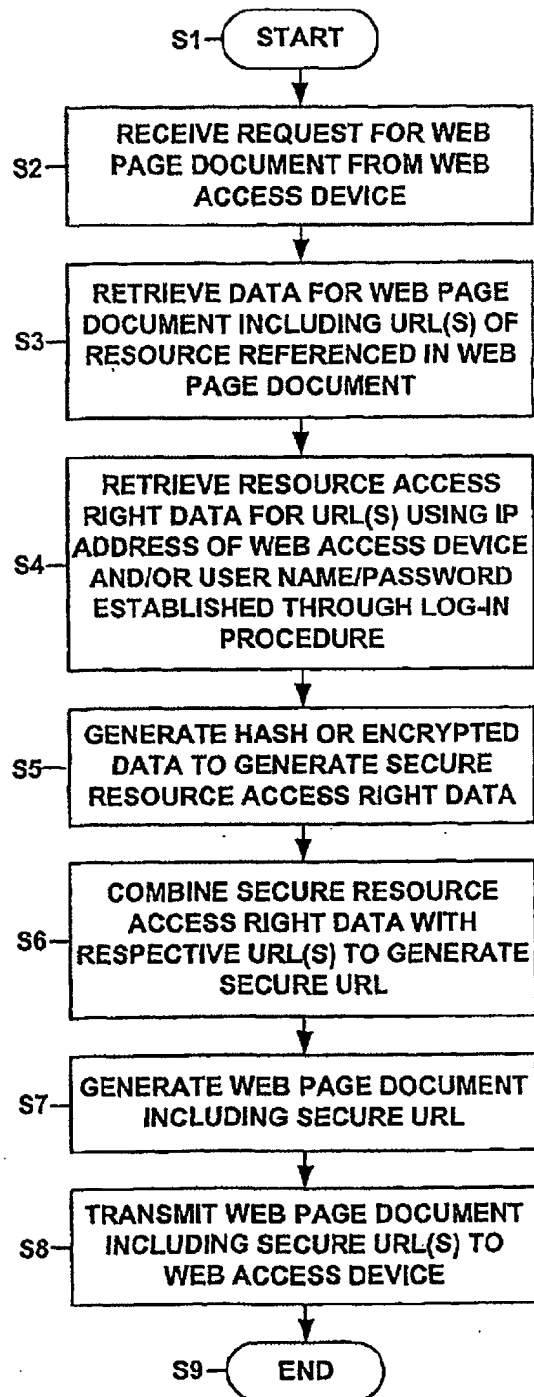 S1 START
S2 RECEIVE REQUEST FOR WEB
PAGE DOCUMENT FROM WEB
ACCESS DEVICE
S3 RETRIEVE DATA FOR WEB PAGE
DOCUMENT INCLUDING URL(S) OF
RESOURCE REFERENCED IN WEB
PAGE DOCUMENT
S4 RETRIEVE RESOURCE ACCESS
RIGHT DATA FOR URL(S) USING IP
ADDRESS OF WEB ACCESS DEVICE
AND/OR USER NAME/PASSWORD
ESTABLISHED THROUGH LOG-IN
PROCEDURE
S5 GENERATE HASH OR ENCRYPTED
DATA TO GENERATE SECURE
RESOURCE ACCESS RIGHT DATA
S6 COMBINE SECURE RESOURCE
ACCESS RIGHT DATA WITH
RESPECTIVE URL(S) TO GENERATE
SECURE URL
S7 GENERATE WEB PAGE DOCUMENT
INCLUDING SECURE URL
S8 TRANSMIT WEB PAGE DOCUMENT
INCLUDING SECURE URL(S) TO
WEB ACCESS DEVICE
S9 END